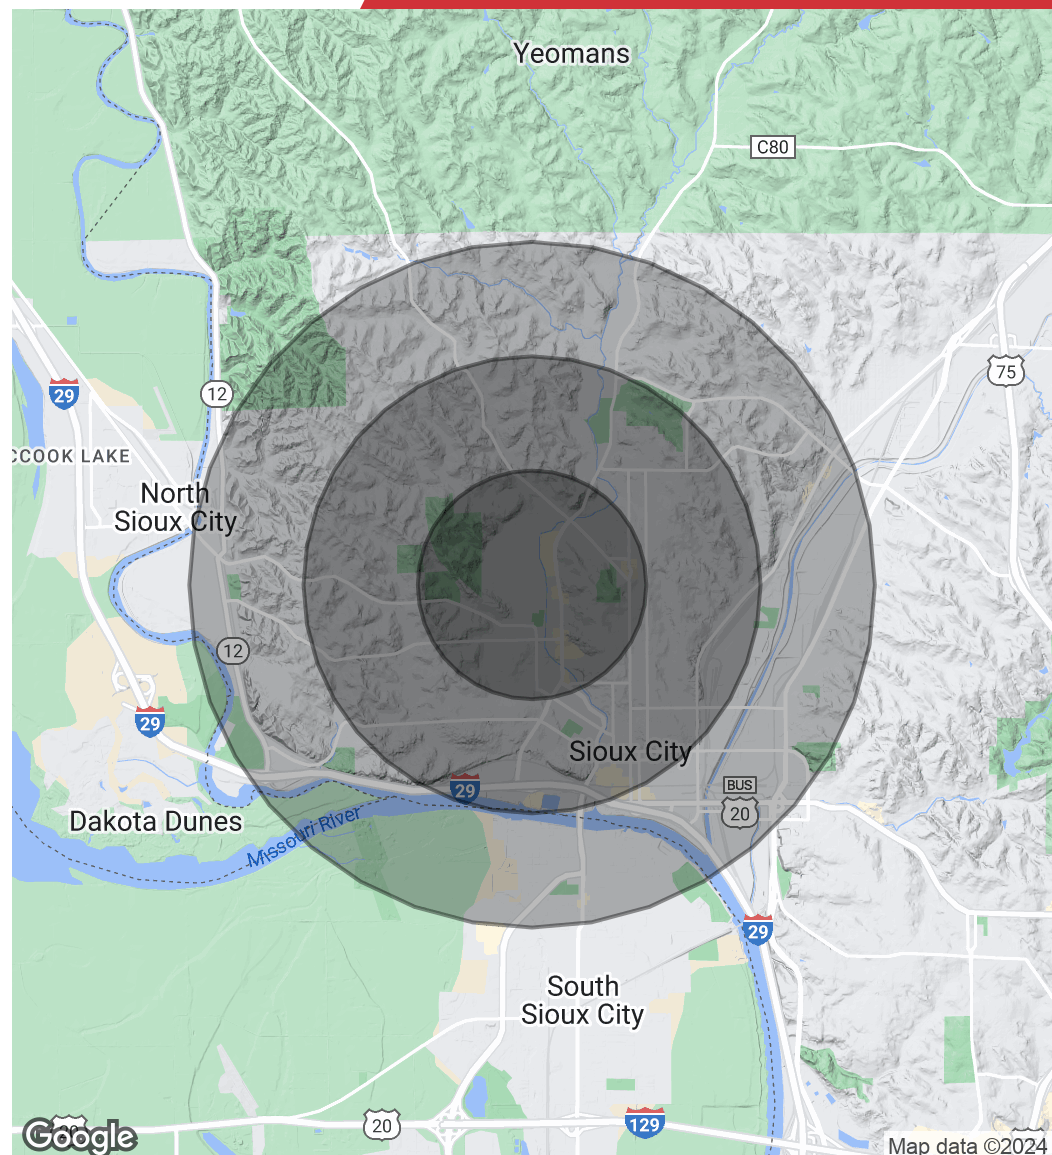 Yeomans
C80
75
29
12
CCOOK LAKE
North
Sioux City
12
29
Sioux City
29
BUS
20
Dakota Dunes
Missouri River
29
South
Sioux City
20
129
20
Google
Map data ©2024